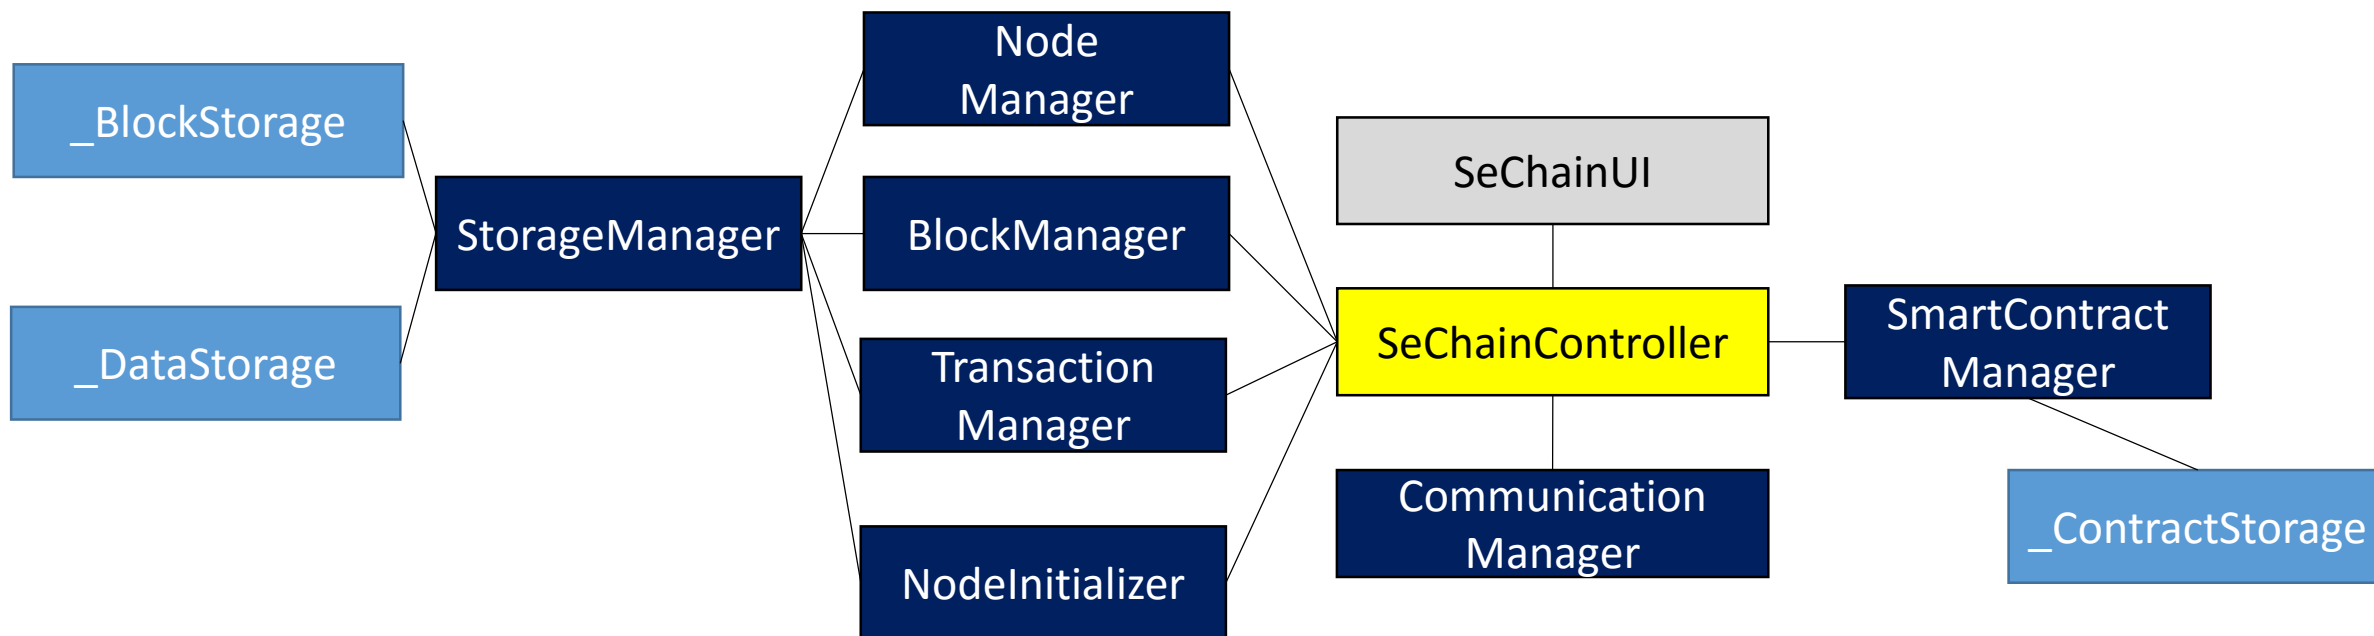 _BlockStorage
_DataStorage
StorageManager
Node
Manager
BlockManager
Transaction
Manager
NodeInitializer
SeChainUI
SeChainController
Communication
Manager
SmartContract
Manager
_ContractStorage